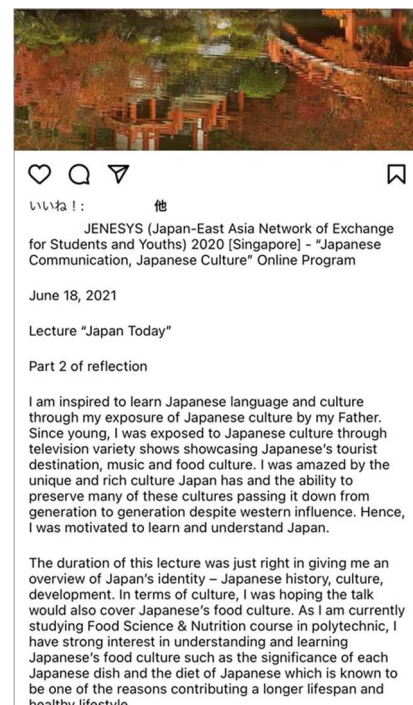 いいね！: 他
JENESYS (Japan-East Asia Network of Exchange
for Students and Youths) 2020 [Singapore] - “Japanese
Communication, Japanese Culture” Online Program
June 18, 2021
Lecture “Japan Today”
Part 2 of reflection
I am inspired to learn Japanese language and culture
through my exposure of Japanese culture by my Father.
Since young, I was exposed to Japanese culture through
television variety shows showcasing Japanese’s tourist
destination, music and food culture. I was amazed by the
unique and rich culture Japan has and the ability to
preserve many of these cultures passing it down from
generation to generation despite western influence. Hence,
I was motivated to learn and understand Japan.
The duration of this lecture was just right in giving me an
overview of Japan’s identity – Japanese history, culture,
development. In terms of culture, I was hoping the talk
would also cover Japanese’s food culture. As I am currently
studying Food Science & Nutrition course in polytechnic, I
have strong interest in understanding and learning
Japanese’s food culture such as the significance of each
Japanese dish and the diet of Japanese which is known to
be one of the reasons contributing a longer lifespan and
healthy lifestyle